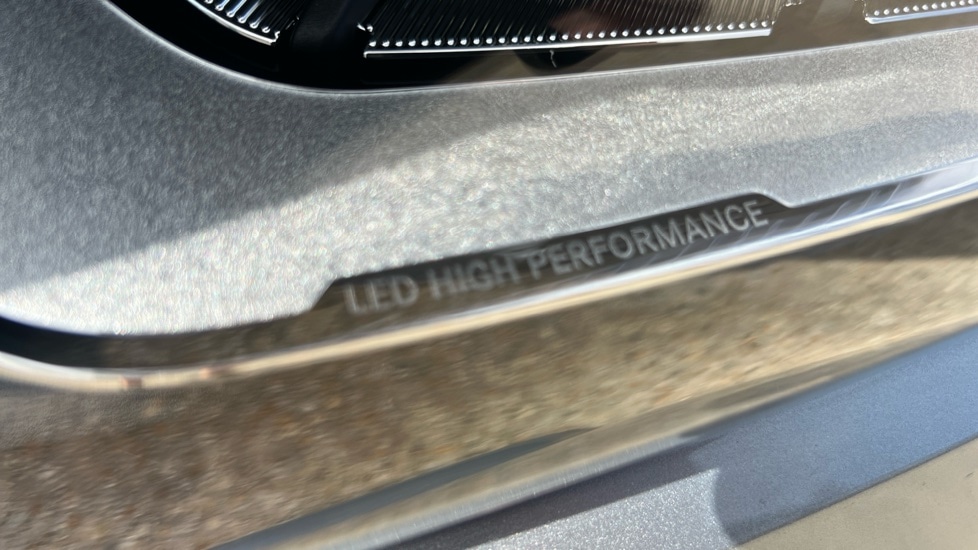 LED HIGH PERFORMANCE